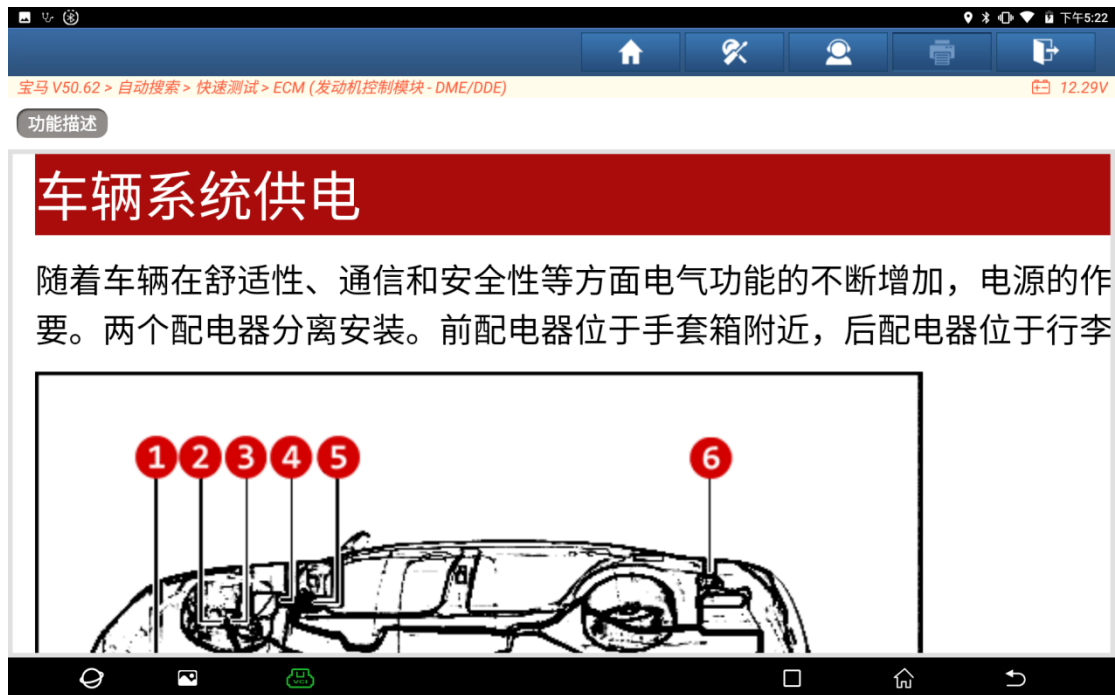 下午5:22
宝马 V50.62 > 自动搜索 > 快速测试 > ECM (发动机控制模块 - DME/DDE)
12.29V
功能描述
车辆系统供电
随着车辆在舒适性、通信和安全性等方面电气功能的不断增加，电源的作
要。两个配电器分离安装。前配电器位于手套箱附近，后配电器位于行李
1 2 3 4 5 6
VCI